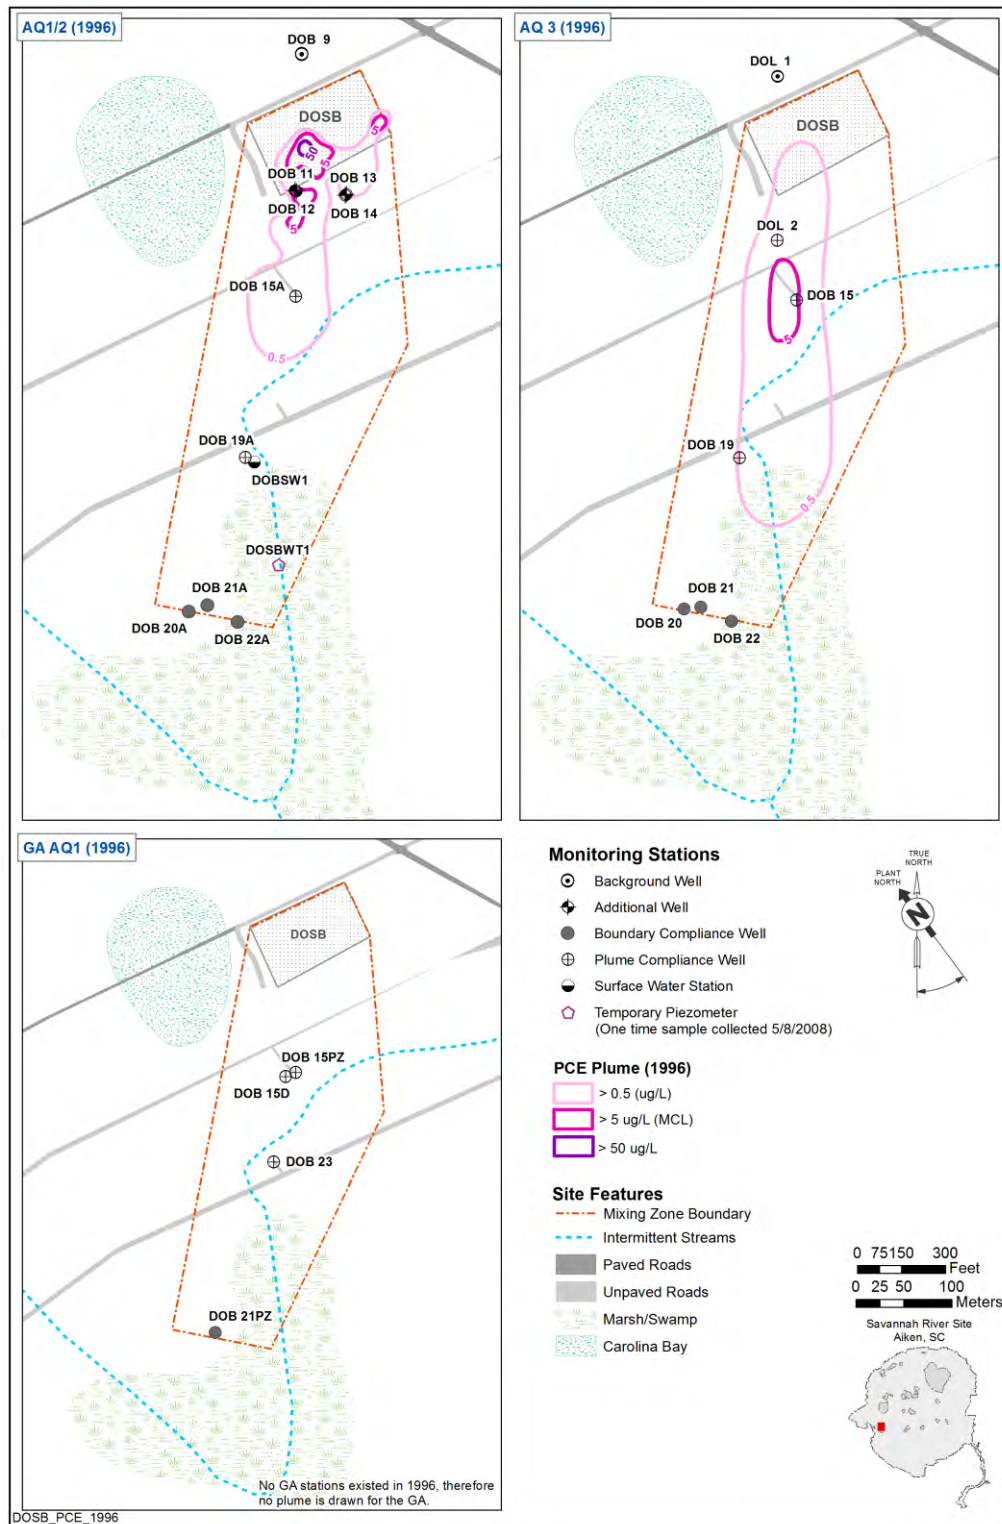 AQ1/2 (1996)
DOB 9
DOSB
5
50
5
DOB 11
DOB 13
DOB 12
DOB 14
5
DOB 15A
0.5
DOB 19A
DOBSW1
DOSBWT1
DOB 21A
DOB 20A
DOB 22A
AQ 3 (1996)
DOL 1
DOSB
DOL 2
DOB 15
5
DOB 19
0.5
DOB 21
DOB 20
DOB 22
GA AQ1 (1996)
DOSB
DOB 15PZ
DOB 15D
DOB 23
DOB 21PZ
No GA stations existed in 1996, therefore
no plume is drawn for the GA.
Monitoring Stations
Background Well
Additional Well
Boundary Compliance Well
Plume Compliance Well
Surface Water Station
Temporary Piezometer
(One time sample collected 5/8/2008)
TRUE
NORTH
PLANT
NORTH
N
PCE Plume (1996)
> 0.5 (ug/L)
> 5 ug/L (MCL)
> 50 ug/L
Site Features
Mixing Zone Boundary
Intermittent Streams
Paved Roads
Unpaved Roads
Marsh/Swamp
Carolina Bay
0 75150 300
Feet
0 25 50 100
Meters
Savannah River Site
Aiken, SC
DOSB_PCE_1996